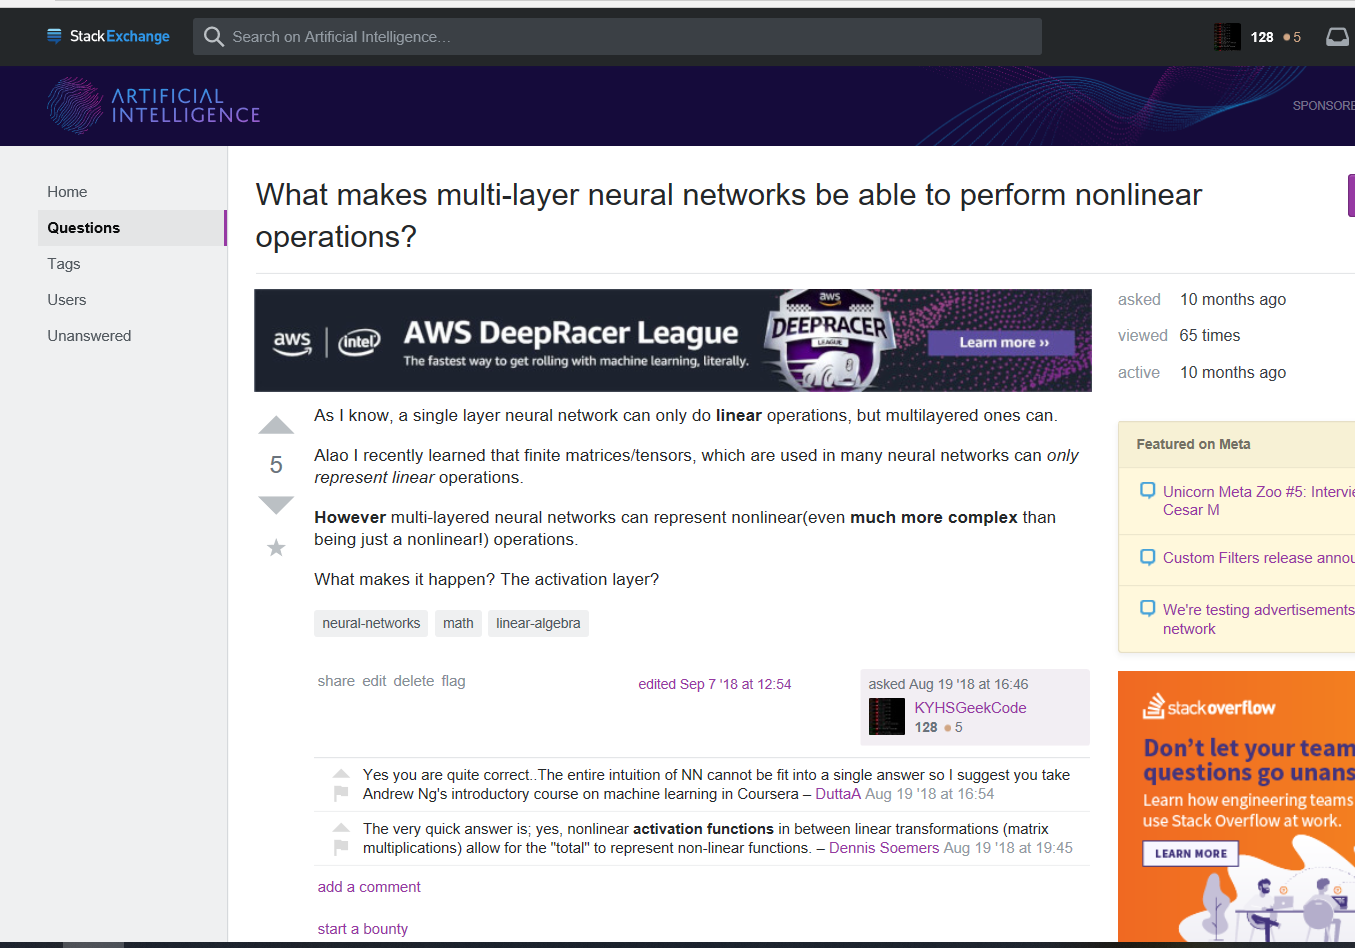 StackExchange
Search on Artificial Intelligence...
128 5
ARTIFICIAL
INTELLIGENCE
SPONSORE
Home
Questions
Tags
Users
Unanswered
What makes multi-layer neural networks be able to perform nonlinear
operations?
aws intel
AWS DeepRacer League
The fastest way to get rolling with machine learning, literally.
aws
DEEPRACER
LEAGUE
Learn more ››
asked 10 months ago
viewed 65 times
active 10 months ago
5
As I know, a single layer neural network can only do linear operations, but multilayered ones can.
Alao I recently learned that finite matrices/tensors, which are used in many neural networks can only
represent linear operations.
However multi-layered neural networks can represent nonlinear(even much more complex than
being just a nonlinear!) operations.
What makes it happen? The activation layer?
neural-networks math linear-algebra
share edit delete flag
edited Sep 7 '18 at 12:54
asked Aug 19 '18 at 16:46
KYHSGeekCode
128 5
Yes you are quite correct..The entire intuition of NN cannot be fit into a single answer so I suggest you take
Andrew Ng's introductory course on machine learning in Coursera – DuttaA Aug 19 '18 at 16:54
The very quick answer is; yes, nonlinear activation functions in between linear transformations (matrix
multiplications) allow for the "total" to represent non-linear functions. – Dennis Soemers Aug 19 '18 at 19:45
add a comment
start a bounty
Featured on Meta
Unicorn Meta Zoo #5: Intervie
Cesar M
Custom Filters release annou
We're testing advertisements
network
stackoverflow
Don't let your team
questions go unans
Learn how engineering teams
use Stack Overflow at work.
LEARN MORE